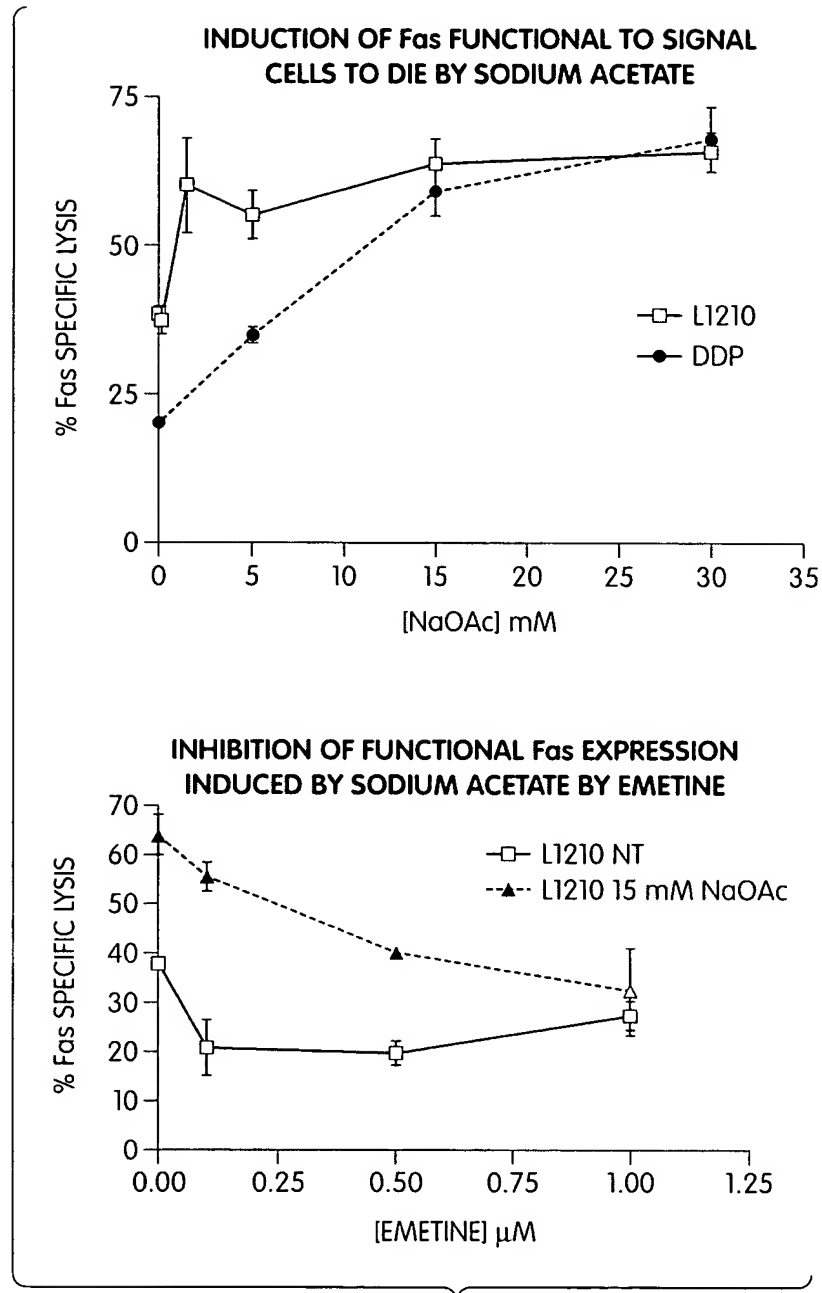 INDUCTION OF Fas FUNCTIONAL TO SIGNAL
CELLS TO DIE BY SODIUM ACETATE
75
50
25
0
% Fas SPECIFIC LYSIS
L1210
DDP
0 5 10 15 20 25 30 35
[NaOAc] mM
INHIBITION OF FUNCTIONAL Fas EXPRESSION
INDUCED BY SODIUM ACETATE BY EMETINE
70
60
50
40
30
20
10
0
% Fas SPECIFIC LYSIS
L1210 NT
L1210 15 mM NaOAc
0.00 0.25 0.50 0.75 1.00 1.25
[EMETINE] µM